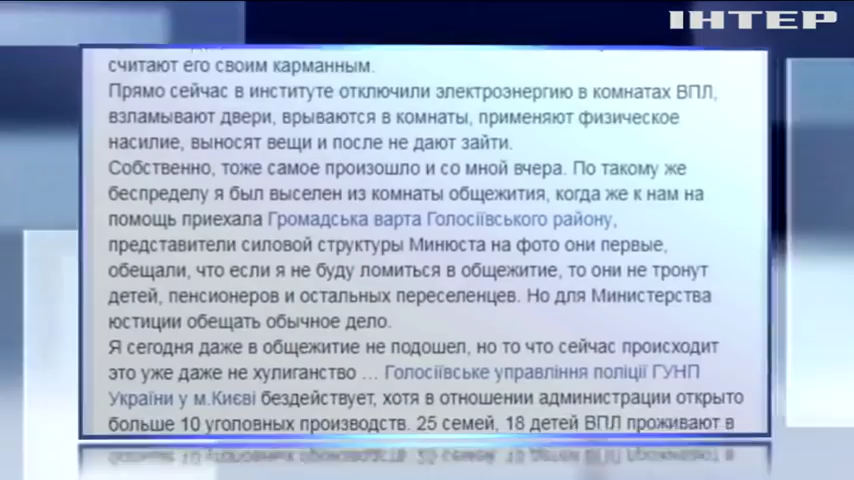 ІНТЕР
считают его своим карманным.
Прямо сейчас в институте отключили электроэнергию в комнатах ВПЛ,
взламывают двери, врываются в комнаты, применяют физическое
насилие, выносят вещи и после не дают зайти.
Собственно, тоже самое произошло и со мной вчера. По такому же
беспределу я был выселен из комнаты общежития, когда же к нам на
помощь приехала Громадська варта Голосіївського району,
представители силовой структуры Минюста на фото они первые,
обещали, что если я не буду ломиться в общежитие, то они не тронут
детей, пенсионеров и остальных переселенцев. Но для Министерства
юстиции обещать обычное дело.
Я сегодня даже в общежитие не подошел, но то что сейчас происходит
это уже даже не хулиганство ... Голосіївське управління поліції ГУНП
України у м.Києві бездействует, хотя в отношении администрации открыто
больше 10 уголовных производств. 25 семей, 18 детей ВПЛ проживают в